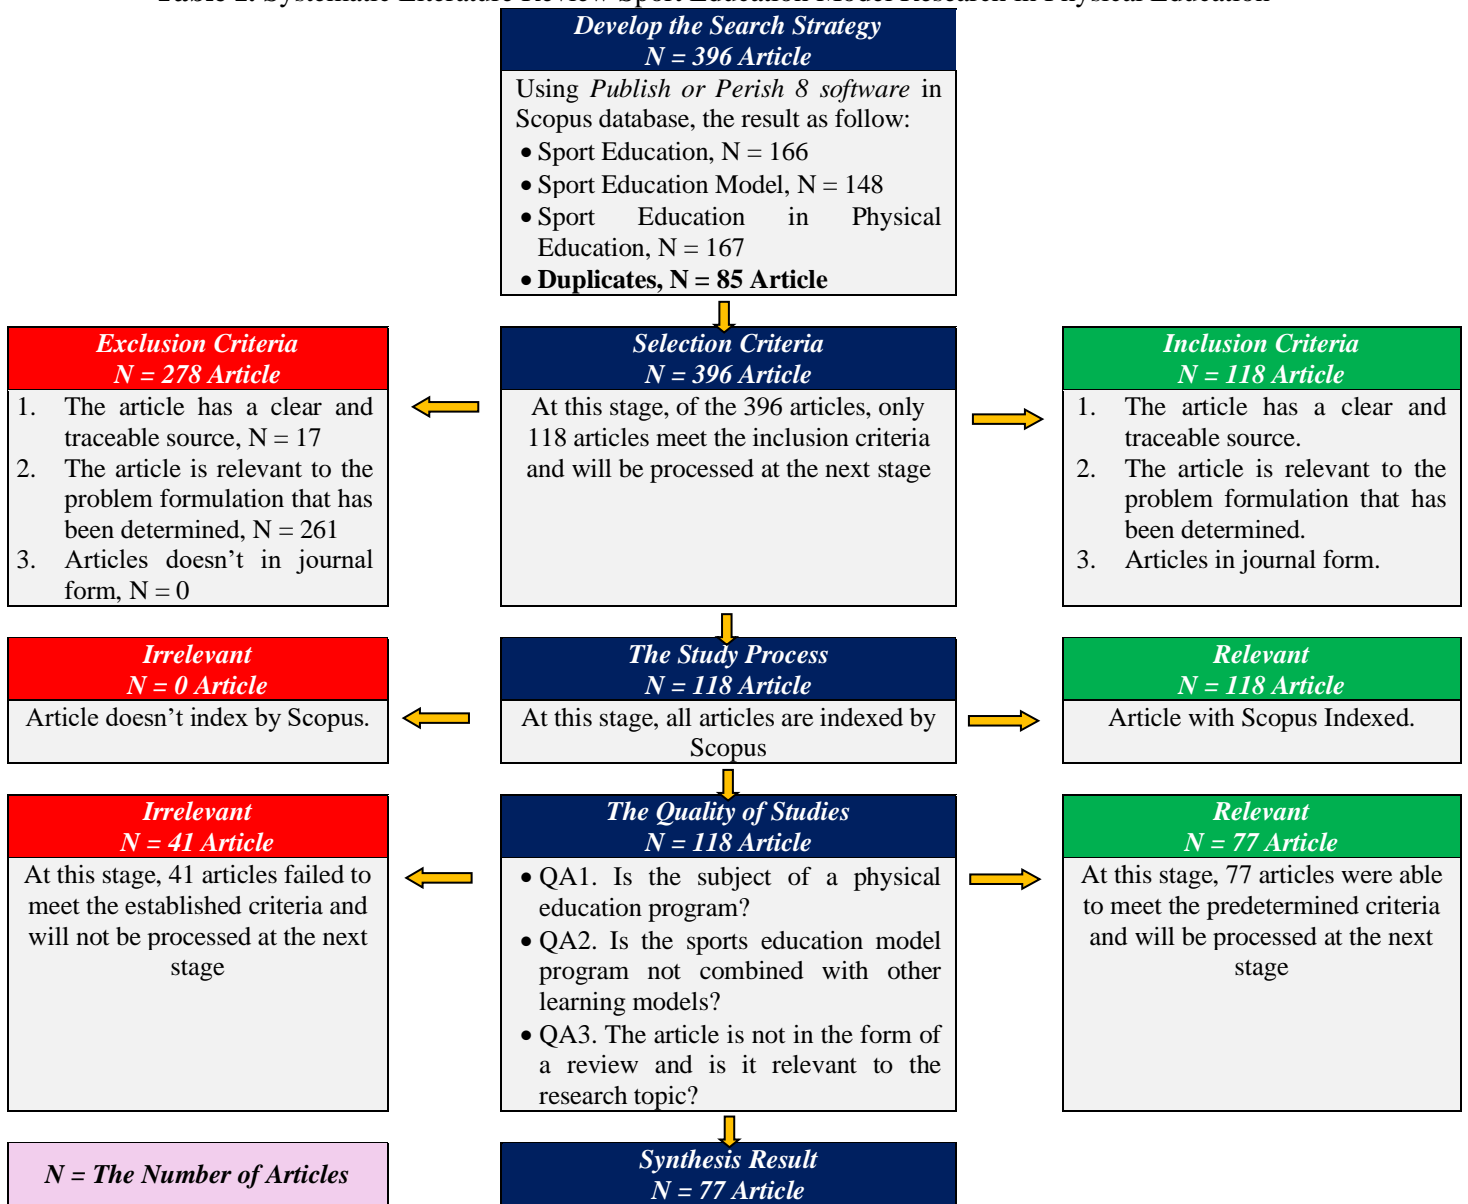 Table 1. Systematic Literature Review Sport Education Model Research in Physical Education
Develop the Search Strategy
N = 396 Article
Using Publish or Perish 8 software in
Scopus database, the result as follow:
• Sport Education, N = 166
• Sport Education Model, N = 148
• Sport Education in Physical
Education, N = 167
• Duplicates, N = 85 Article
Exclusion Criteria
N = 278 Article
1. The article has a clear and
traceable source, N = 17
2. The article is relevant to the
problem formulation that has
been determined, N = 261
3. Articles doesn’t in journal
form, N = 0
Selection Criteria
N = 396 Article
At this stage, of the 396 articles, only
118 articles meet the inclusion criteria
and will be processed at the next stage
Inclusion Criteria
N = 118 Article
1. The article has a clear and
traceable source.
2. The article is relevant to the
problem formulation that has
been determined.
3. Articles in journal form.
Irrelevant
N = 0 Article
Article doesn’t index by Scopus.
The Study Process
N = 118 Article
At this stage, all articles are indexed by
Scopus
Relevant
N = 118 Article
Article with Scopus Indexed.
Irrelevant
N = 41 Article
At this stage, 41 articles failed to
meet the established criteria and
will not be processed at the next
stage
The Quality of Studies
N = 118 Article
• QA1. Is the subject of a physical
education program?
• QA2. Is the sports education model
program not combined with other
learning models?
• QA3. The article is not in the form of
a review and is it relevant to the
research topic?
Relevant
N = 77 Article
At this stage, 77 articles were able
to meet the predetermined criteria
and will be processed at the next
stage
N = The Number of Articles
Synthesis Result
N = 77 Article